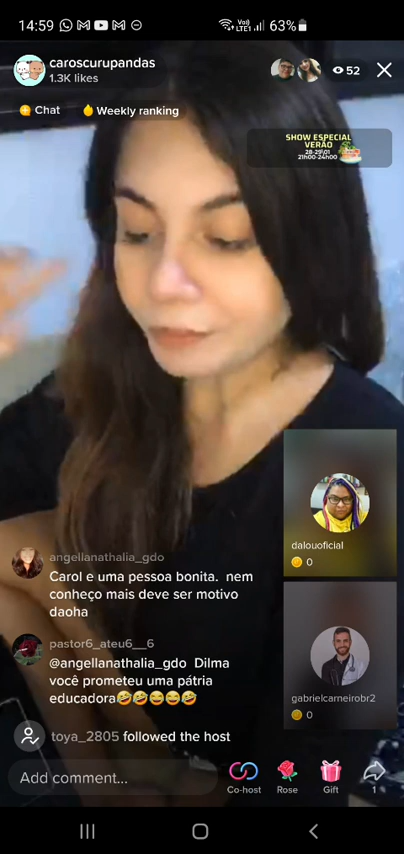 14:59
Vo))
LTE1
63%
caroscurupandas
1.3K likes
52
Chat
Weekly ranking
SHOW ESPECIAL
VERÃO
28-29\01
21h00-24h00
dalouoficial
0
angellanathalia_gdo
Carol e uma pessoa bonita. nem
conheço mais deve ser motivo
daoha
pastor6_ateu6__6
@angellanathalia_gdo Dilma
você prometeu uma pátria
educadora🤣🤣😂😂🤣
gabrielcarneirobr2
0
toya_2805 followed the host
Add comment...
Co-host
Rose
Gift
1